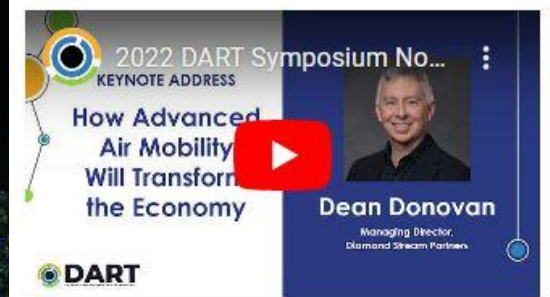 2022 DART Symposium No...
KEYNOTE ADDRESS
How Advanced
Air Mobility
Will Transform
the Economy
Dean Donovan
Managing Director,
Diamond Stream Partners
DART